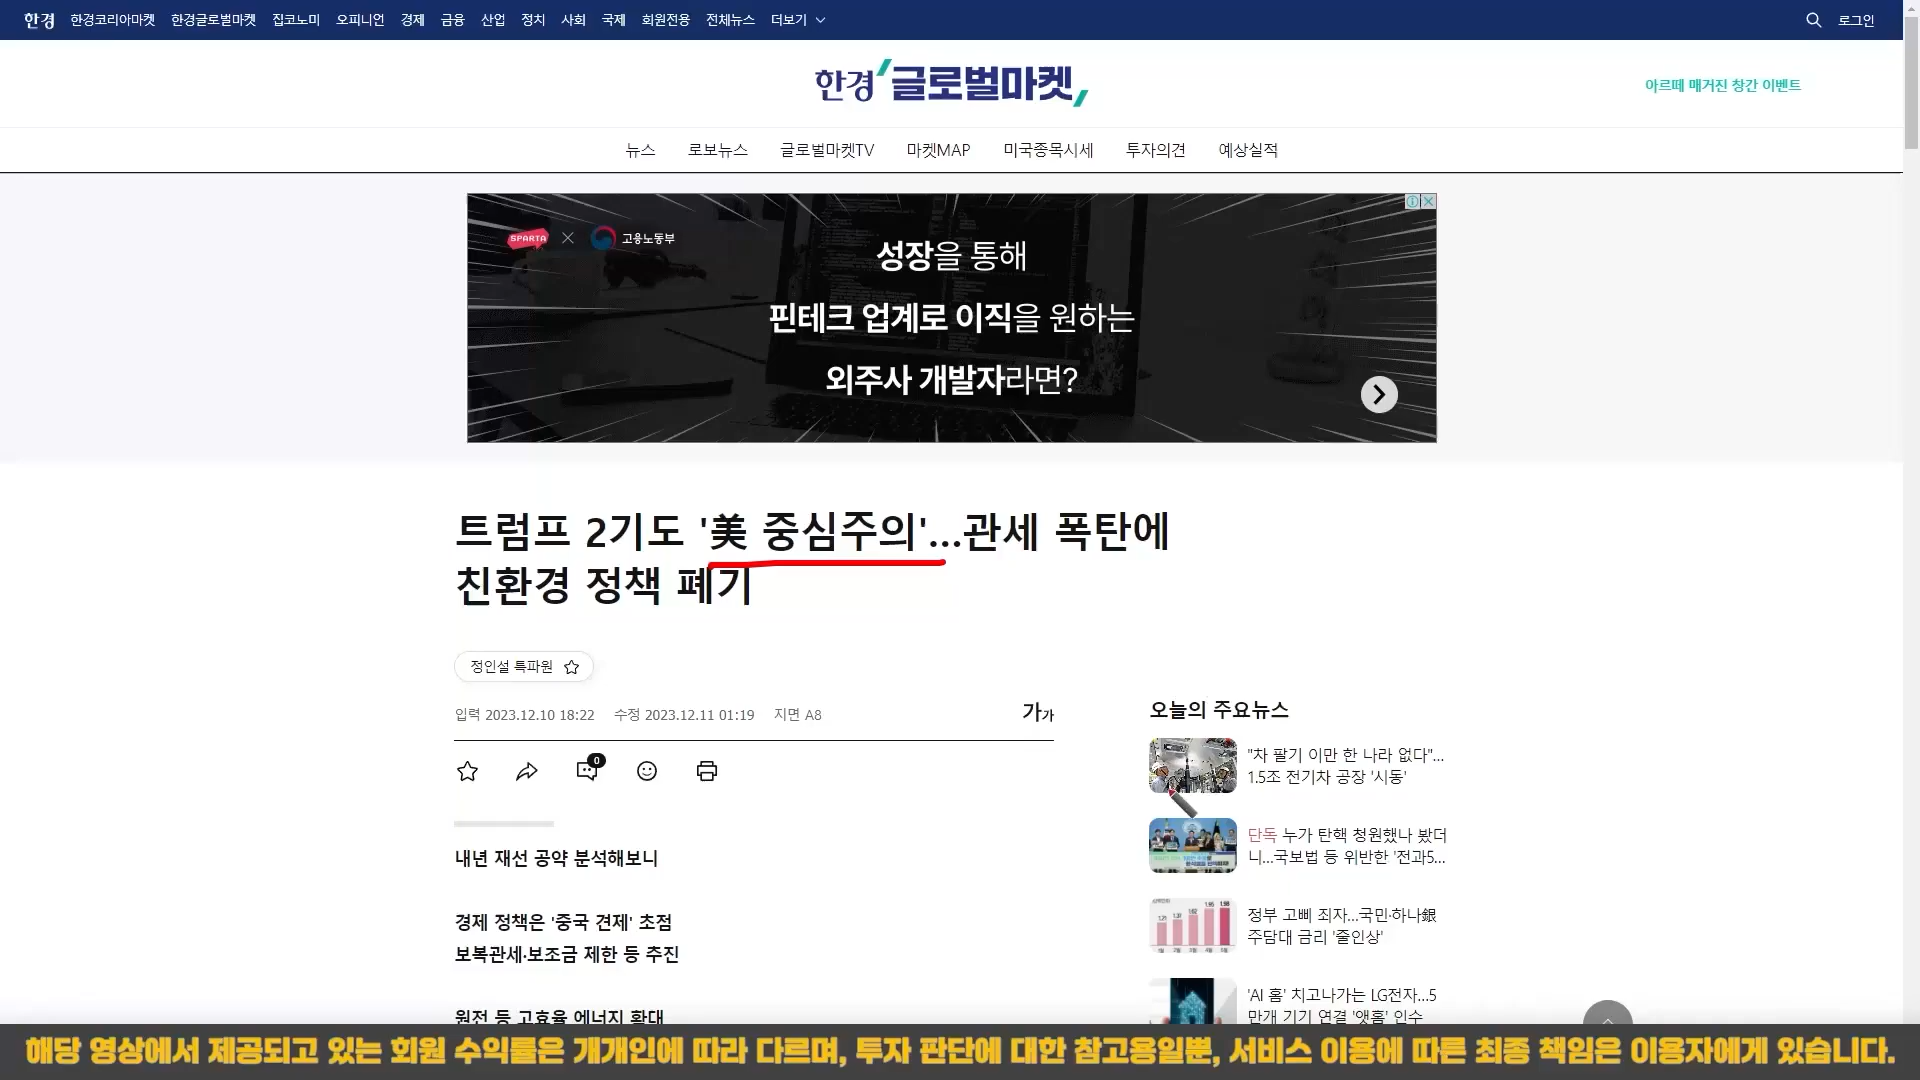 한경 한경코리아마켓 한경글로벌마켓 집코노미 오피니언 경제 금융 산업 정치 사회 국제 회원전용 전체뉴스 더보기
로그인
한경 글로벌마켓
아르떼 매거진 창간 이벤트
뉴스 로보뉴스 글로벌마켓TV 마켓MAP 미국종목시세 투자의견 예상실적
SPARTA × 고용노동부
성장을 통해
핀테크 업계로 이직을 원하는
외주사 개발자라면?
트럼프 2기도 '美 중심주의'…관세 폭탄에
친환경 정책 폐기
정인설 특파원
입력 2023.12.10 18:22 수정 2023.12.11 01:19 지면 A8
가가
0
내년 재선 공약 분석해보니
경제 정책은 '중국 견제' 초점
보복관세·보조금 제한 등 추진
원전 등 고효율 에너지 확대
오늘의 주요뉴스
"차 팔기 이만 한 나라 없다"…
1.5조 전기차 공장 '시동'
단독 누가 탄핵 청원했나 봤더
니…국보법 등 위반한 '전과5…
정부 고삐 죄자…국민·하나銀
주담대 금리 '줄인상'
'AI 홈' 치고나가는 LG전자…5
만개 기기 연결 '앳홈' 인수
해당 영상에서 제공되고 있는 회원 수익률은 개개인에 따라 다르며, 투자 판단에 대한 참고용일뿐, 서비스 이용에 따른 최종 책임은 이용자에게 있습니다.